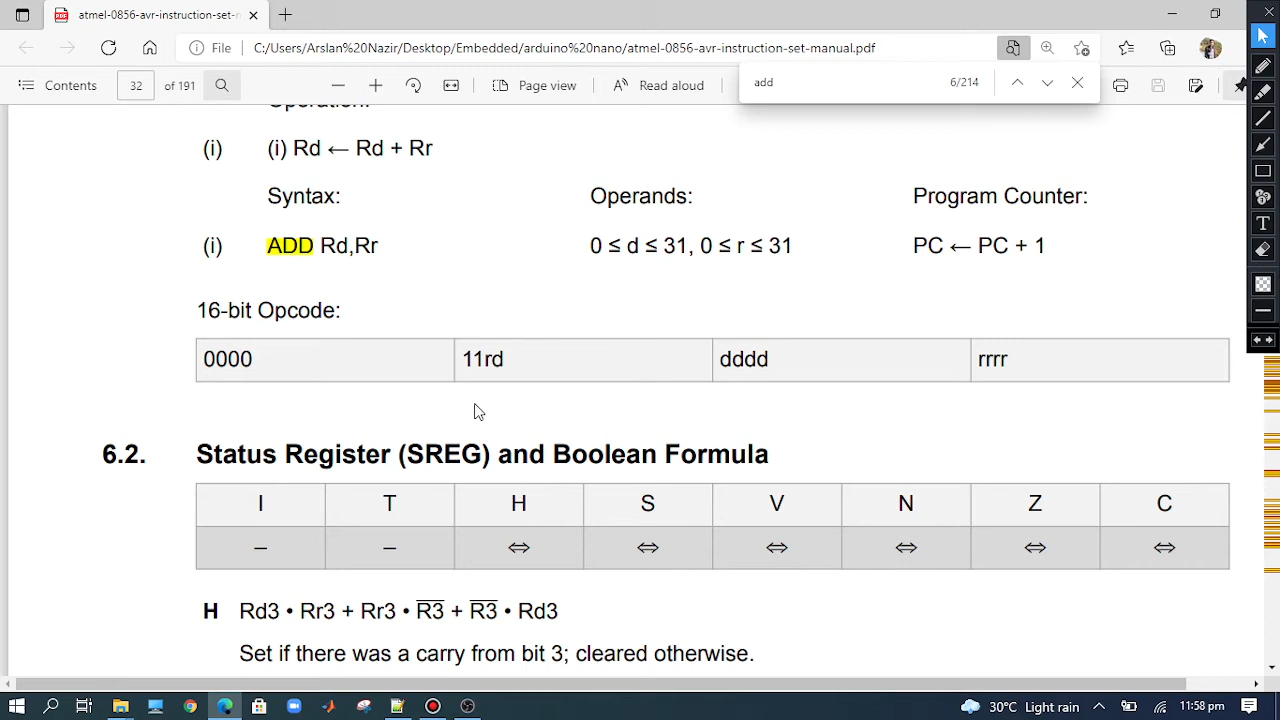 atmel-0856-avr-instruction-set-n
File
C:/Users/Arslan%20Nazir/Desktop/Embedded/arduino%20nano/atmel-0856-avr-instruction-set-manual.pdf
Contents
32
of 191
Page view
Read aloud
add
6/214
Operation:
(i) (i) Rd ← Rd + Rr
Syntax: Operands: Program Counter:
(i) ADD Rd,Rr 0 ≤ d ≤ 31, 0 ≤ r ≤ 31 PC ← PC + 1
16-bit Opcode:
0000 11rd dddd rrrr
6.2. Status Register (SREG) and Boolean Formula
I T H S V N Z C
– – ⇔ ⇔ ⇔ ⇔ ⇔ ⇔
H Rd3 • Rr3 + Rr3 • R̅3̅ + R̅3̅ • Rd3
Set if there was a carry from bit 3; cleared otherwise.
30°C Light rain
11:58 pm